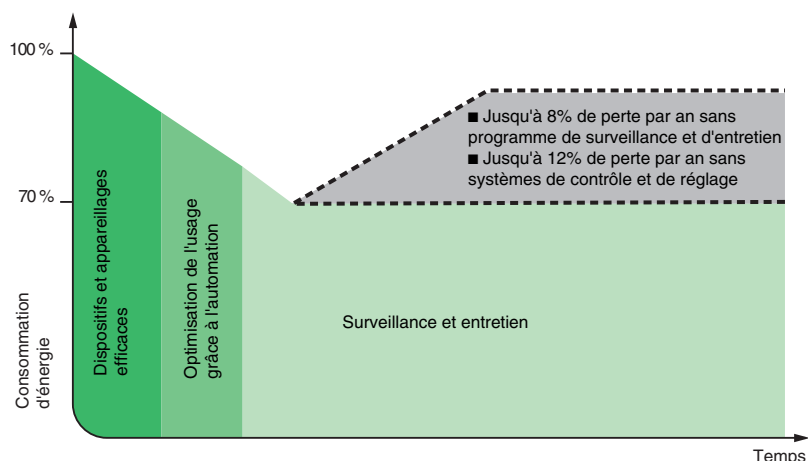 100 %
70 %
Consommation
d'énergie
Dispositifs et appareillages
efficaces
Optimisation de l'usage
grâce à l'automation
■ Jusqu'à 8% de perte par an sans
programme de surveillance et d'entretien
■ Jusqu'à 12% de perte par an sans
systèmes de contrôle et de réglage
Surveillance et entretien
Temps